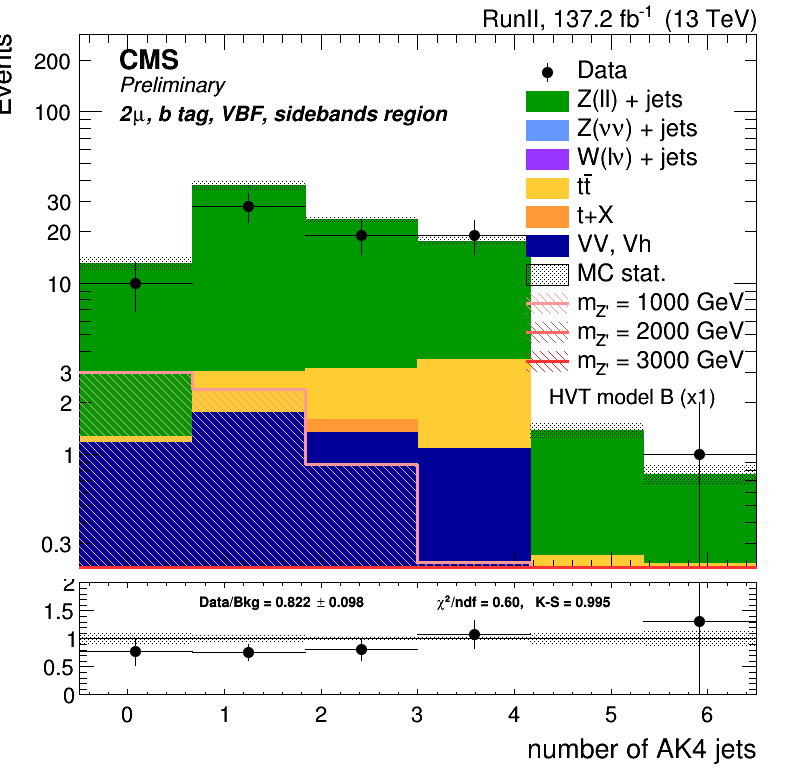 RunII, 137.2 fb⁻¹ (13 TeV)
Events
CMS
Preliminary
2μ, b tag, VBF, sidebands region
Data
Z(ll) + jets
Z(νν) + jets
W(lν) + jets
tt̄
t+X
VV, Vh
MC stat.
m_Z' = 1000 GeV
m_Z' = 2000 GeV
m_Z' = 3000 GeV
HVT model B (x1)
200
100
30
20
10
3
2
1
0.3
Data/Bkg = 0.822 ± 0.098
χ²/ndf = 0.60, K-S = 0.995
2
1.5
1
0.5
0
0 1 2 3 4 5 6
number of AK4 jets